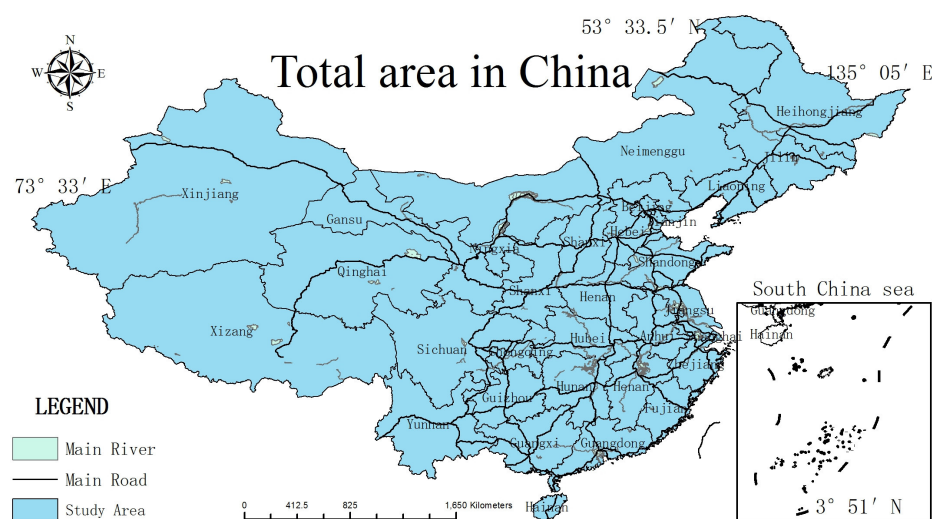 53° 33.5′ N
N
W E
S
Total area in China
135° 05′ E
Heihongjiang
Neimenggu
Jilin
73° 33′ E
Xinjiang
Liaoning
Beijing
Gansu
Tianjin
Hebei
Ningxia
Shanxi
Shandong
Qinghai
Shanxi
Henan
South China sea
Jiangsu
Guangdong
Xizang
Hubei
Anhui
Shanghai
Hainan
Sichuan
Chongqing
Zhejiang
Hunan
Henan
Guizhou
LEGEND
Fujian
Yunnan
Main River
Guangxi
Guangdong
Main Road
0 412.5 825 1,650 Kilometers
Hainan
3° 51′ N
Study Area